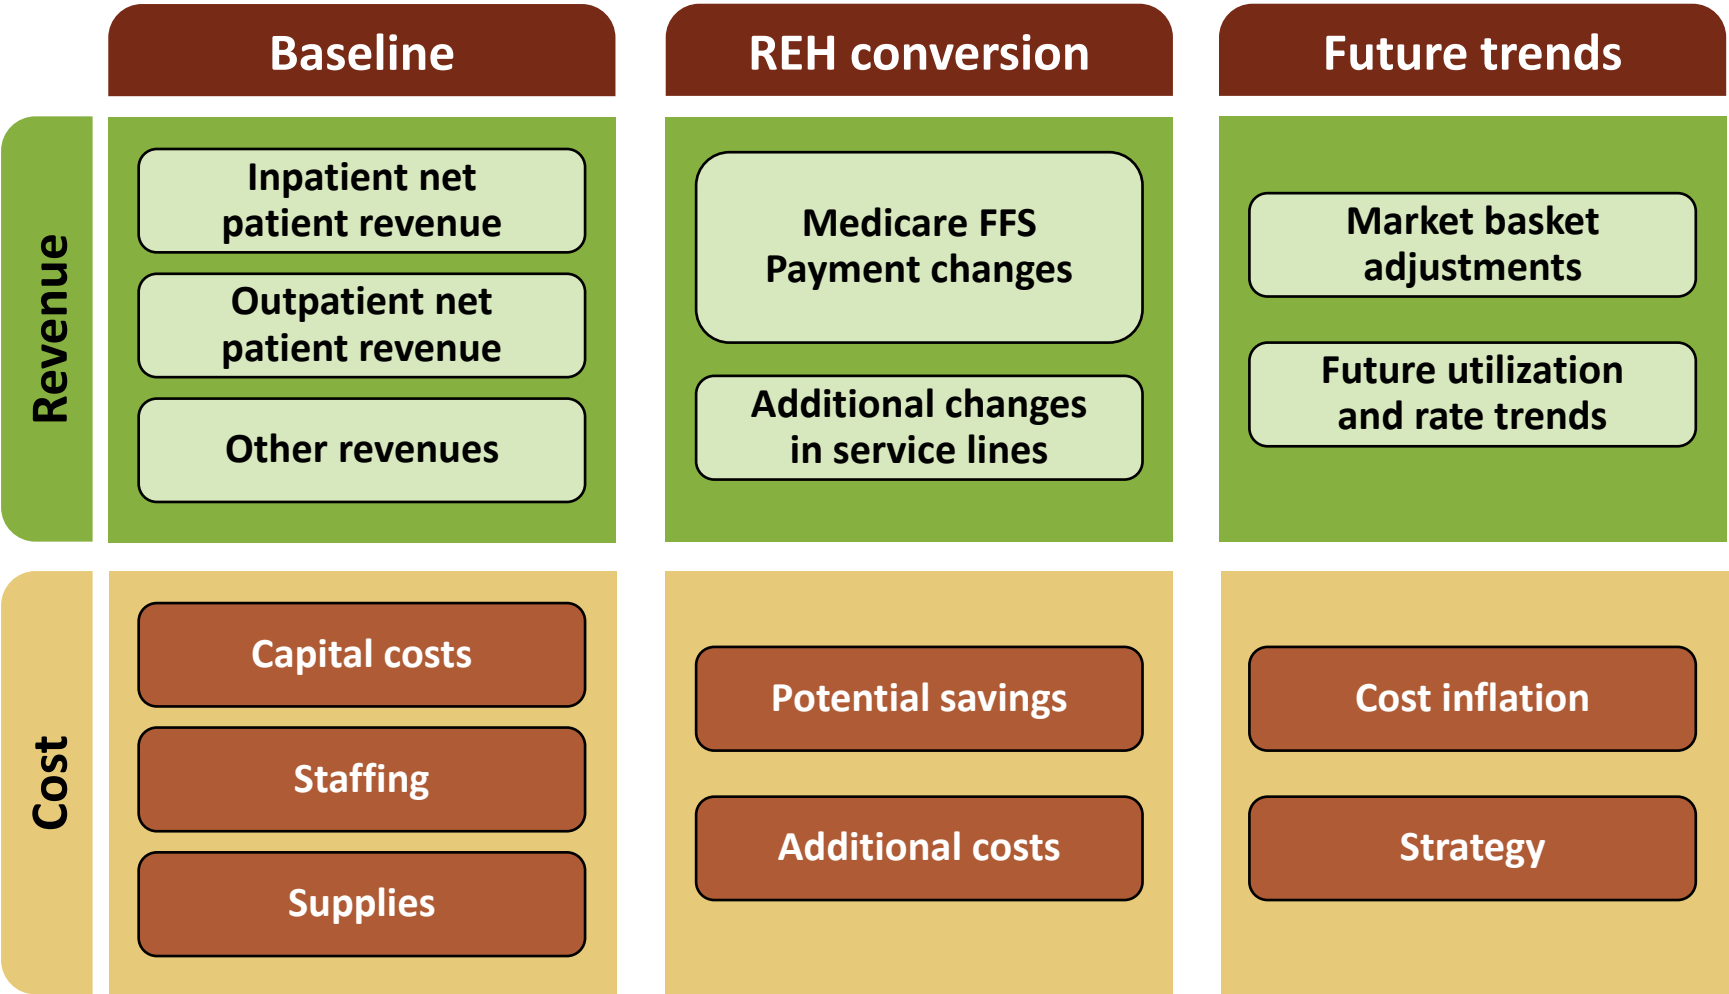 Baseline
REH conversion
Future trends
Revenue
Inpatient net
patient revenue
Outpatient net
patient revenue
Other revenues
Medicare FFS
Payment changes
Additional changes
in service lines
Market basket
adjustments
Future utilization
and rate trends
Cost
Capital costs
Staffing
Supplies
Potential savings
Additional costs
Cost inflation
Strategy